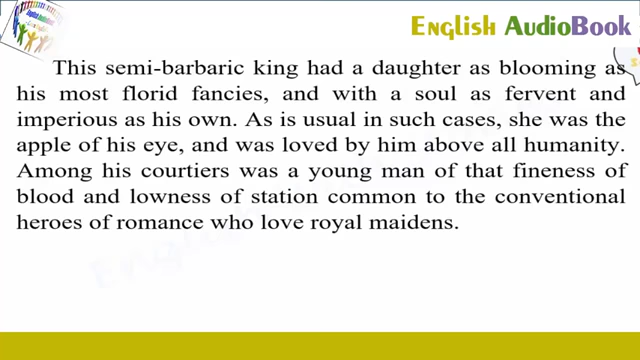 English AudioBook
This semi-barbaric king had a daughter as blooming as
his most florid fancies, and with a soul as fervent and
imperious as his own. As is usual in such cases, she was the
apple of his eye, and was loved by him above all humanity.
Among his courtiers was a young man of that fineness of
blood and lowness of station common to the conventional
heroes of romance who love royal maidens.